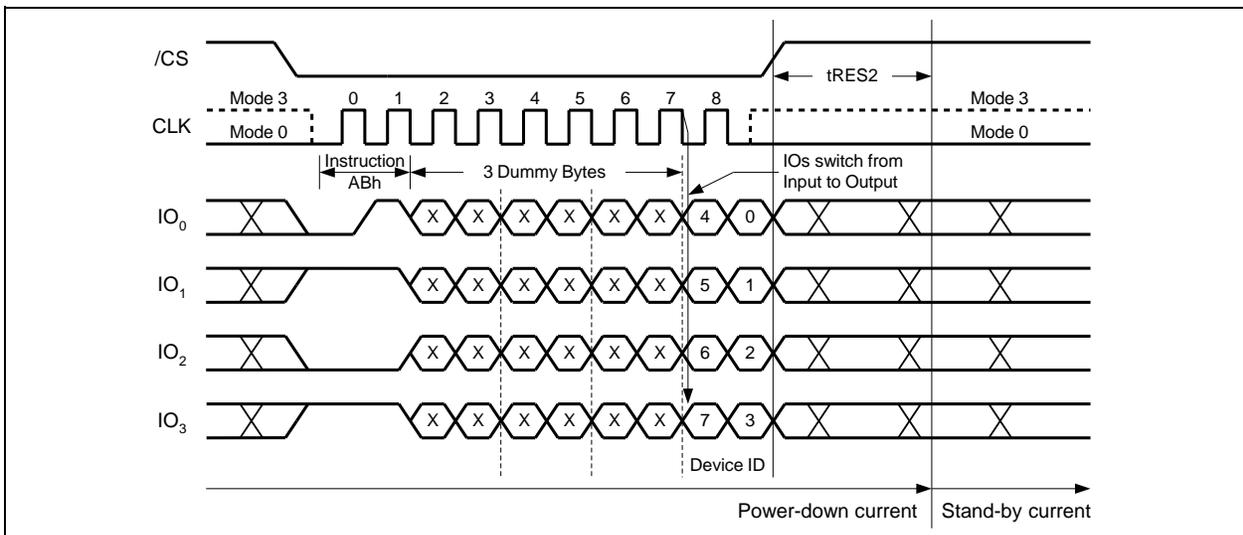 /CS
tRES2
Mode 3 0 1 2 3 4 5 6 7 8 Mode 3
CLK
Mode 0 Mode 0
Instruction
ABh
3 Dummy Bytes
IOs switch from
Input to Output
IO0 X X X X X X 4 0
IO1 X X X X X X 5 1
IO2 X X X X X X 6 2
IO3 X X X X X X 7 3
Device ID
Power-down current Stand-by current